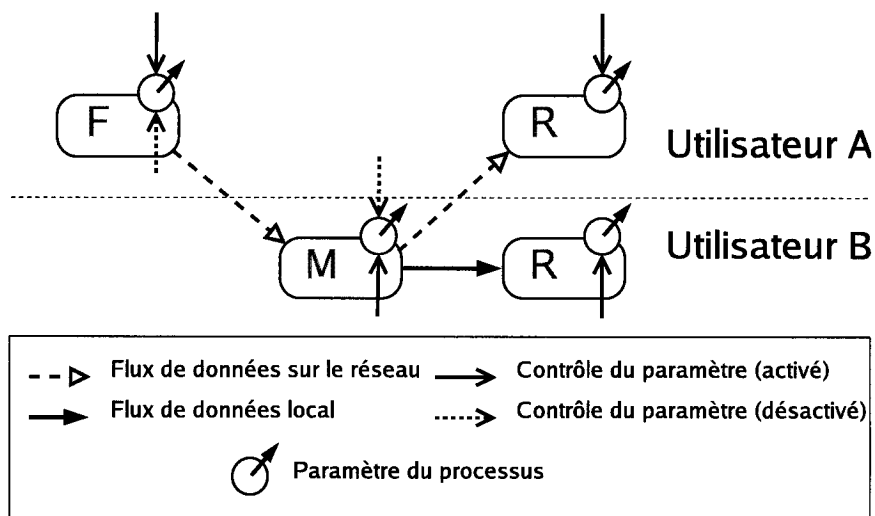 F
R
Utilisateur A
M
R
Utilisateur B
Flux de données sur le réseau
Contrôle du paramètre (activé)
Flux de données local
Contrôle du paramètre (désactivé)
Paramètre du processus